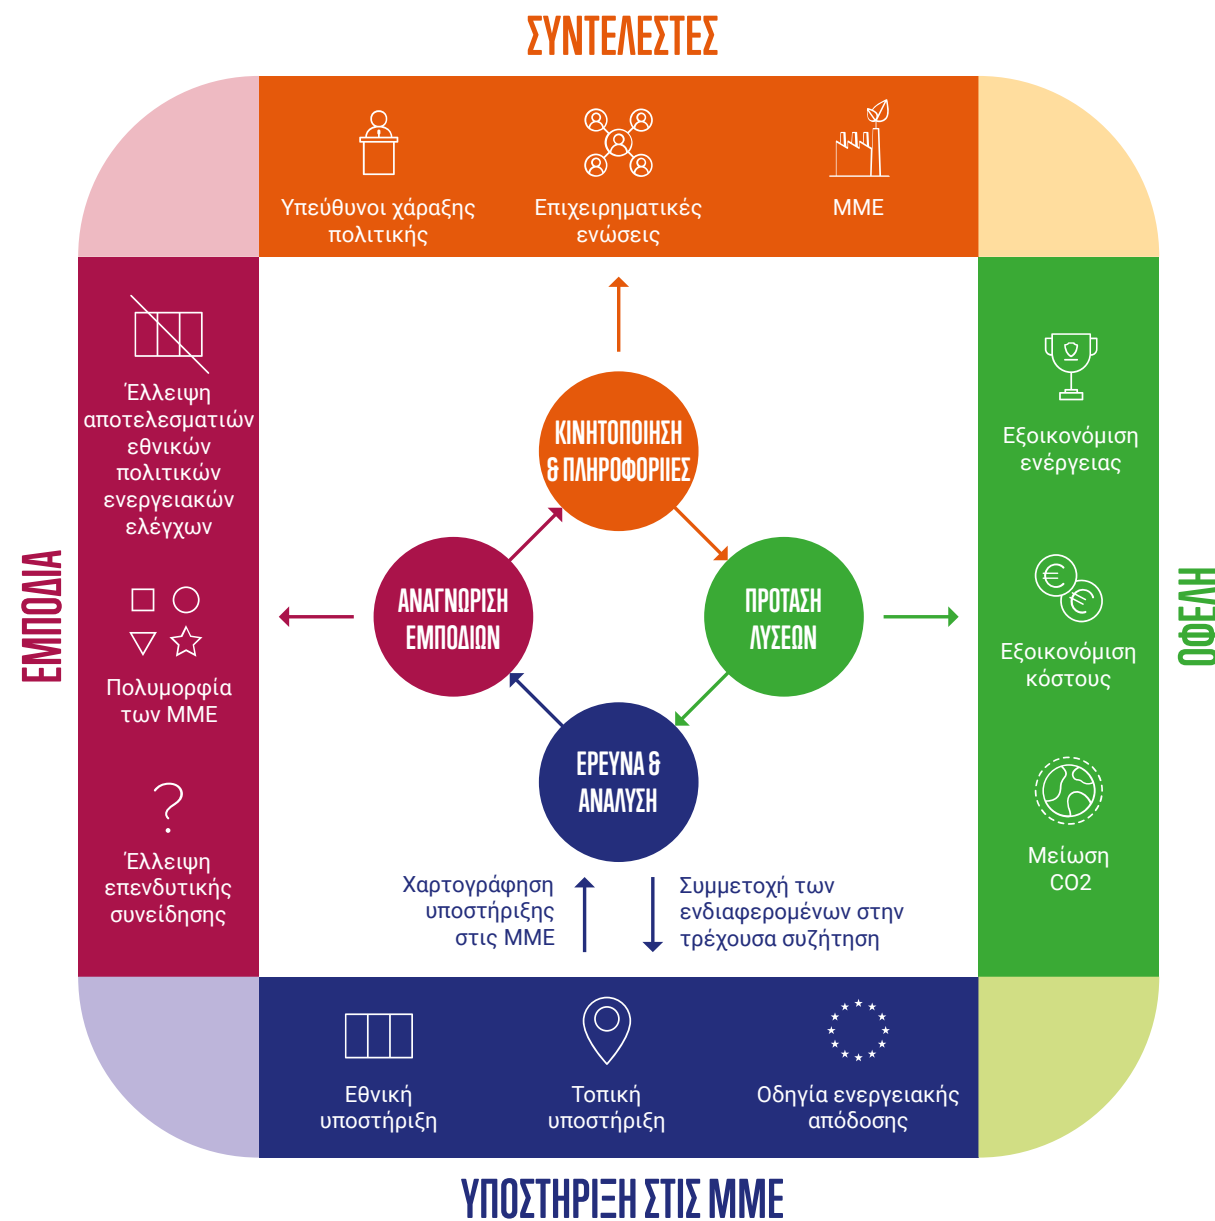 ΣΥΝΤΕΛΕΣΤΕΣ
Υπεύθυνοι χάραξης
πολιτικής
Επιχειρηματικές
ενώσεις
ΜΜΕ
ΕΜΠΟΔΙΑ
Έλλειψη
αποτελεσματιών
εθνικών
πολιτικών
ενεργειακών
ελέγχων
Πολυμορφία
των ΜΜΕ
Έλλειψη
επενδυτικής
συνείδησης
ΚΙΝΗΤΟΠΟΙΗΣΗ
& ΠΛΗΡΟΦΟΡΙΙΕΣ
ΑΝΑΓΝΩΡΙΣΗ
ΕΜΠΟΔΙΩΝ
ΠΡΟΤΑΣΗ
ΛΥΣΕΩΝ
ΕΡΕΥΝΑ &
ΑΝΑΛΥΣΗ
Χαρτογράφηση
υποστήριξης
στις ΜΜΕ
Συμμετοχή των
ενδιαφερομένων στην
τρέχουσα συζήτηση
ΟΦΕΛΗ
Εξοικονόμιση
ενέργειας
Εξοικονόμιση
κόστους
Μείωση
CO2
Εθνική
υποστήριξη
Τοπική
υποστήριξη
Οδηγία ενεργειακής
απόδοσης
ΥΠΟΣΤΗΡΙΞΗ ΣΤΙΣ ΜΜΕ